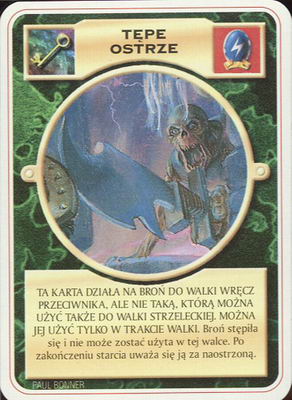 TĘPE
OSTRZE
TA KARTA DZIAŁA NA BROŃ DO WALKI WRĘCZ
PRZECIWNIKA, ALE NIE TAKĄ, KTÓRĄ MOŻNA
UŻYĆ TAKŻE DO WALKI STRZELECKIEJ. MOŻNA
JEJ UŻYĆ TYLKO W TRAKCIE WALKI. Broń stępiła
się i nie może zostać użyta w tej walce. Po
zakończeniu starcia uważa się ją za naostrzoną.
PAUL BONNER